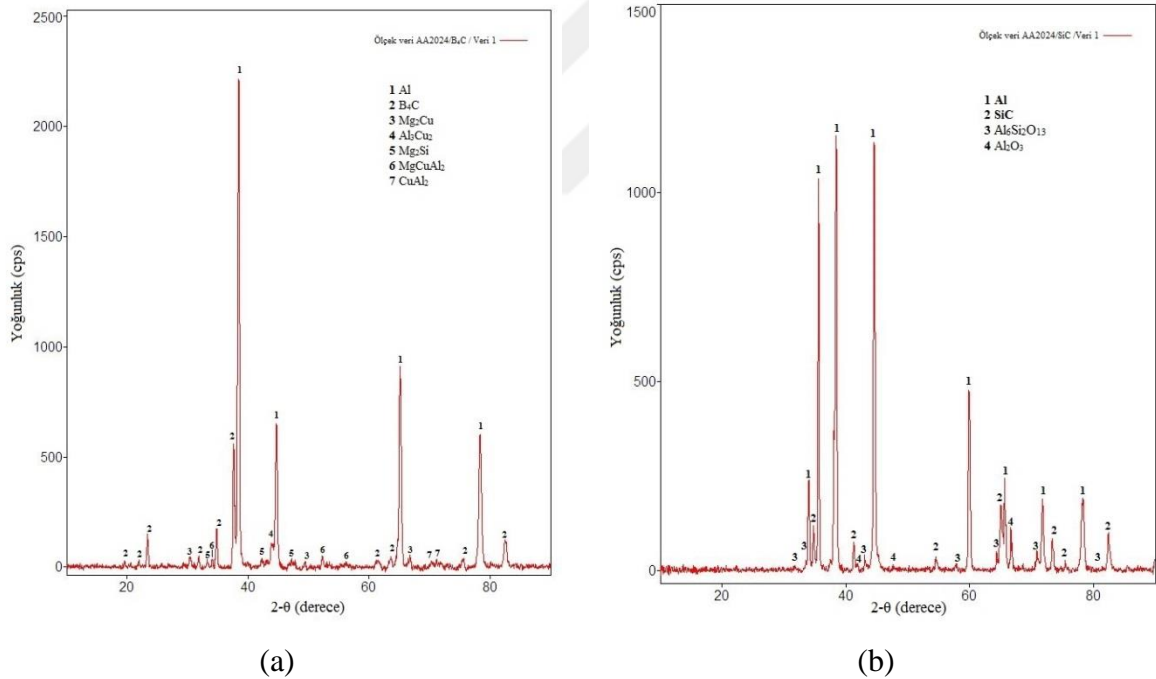 2500
2000
1500
1000
500
0
Yoğunluk (cps)
Ölçek veri AA2024/B₄C / Veri 1
1 Al
2 B₄C
3 Mg₂Cu
4 Al₃Cu₂
5 Mg₂Si
6 MgCuAl₂
7 CuAl₂
2 2 2 3 2 5 6 2 2 1 5 4 1 5 3 6 6 2 2 1 3 7 7 2 1 2
20 40 60 80
2-θ (derece)
(a)
1500
1000
500
0
Yoğunluk (cps)
Ölçek veri AA2024/SiC /Veri 1
1 Al
2 SiC
3 Al₆Si₂O₁₃
4 Al₂O₃
3 3 1 2 1 1 2 4 3 1 4 2 3 1 3 2 1 4 3 1 2 2 1 3 2
20 40 60 80
2-θ (derece)
(b)